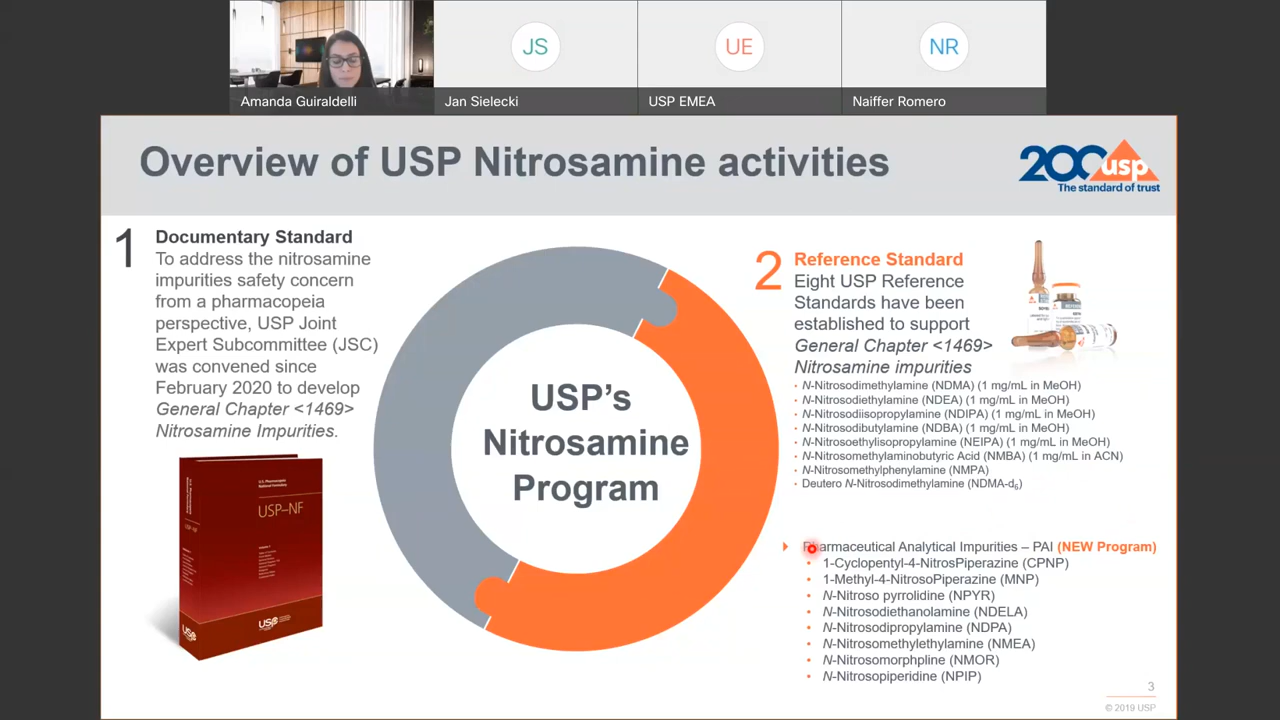 JS
UE
NR
Amanda Guiraldelli
Jan Sielecki
USP EMEA
Naiffer Romero
Overview of USP Nitrosamine activities
200 usp
The standard of trust
1
Documentary Standard
To address the nitrosamine
impurities safety concern
from a pharmacopeia
perspective, USP Joint
Expert Subcommittee (JSC)
was convened since
February 2020 to develop
General Chapter <1469>
Nitrosamine Impurities.
USP–NF
USP
USP
USP's
Nitrosamine
Program
2
Reference Standard
Eight USP Reference
Standards have been
established to support
General Chapter <1469>
Nitrosamine impurities
• N-Nitrosodimethylamine (NDMA) (1 mg/mL in MeOH)
• N-Nitrosodiethylamine (NDEA) (1 mg/mL in MeOH)
• N-Nitrosodiisopropylamine (NDIPA) (1 mg/mL in MeOH)
• N-Nitrosodibutylamine (NDBA) (1 mg/mL in MeOH)
• N-Nitrosoethylisopropylamine (NEIPA) (1 mg/mL in MeOH)
• N-Nitrosomethylaminobutyric Acid (NMBA) (1 mg/mL in ACN)
• N-Nitrosomethylphenylamine (NMPA)
• Deutero N-Nitrosodimethylamine (NDMA-d6)
Pharmaceutical Analytical Impurities – PAI (NEW Program)
• 1-Cyclopentyl-4-NitrosPiperazine (CPNP)
• 1-Methyl-4-NitrosoPiperazine (MNP)
• N-Nitroso pyrrolidine (NPYR)
• N-Nitrosodiethanolamine (NDELA)
• N-Nitrosodipropylamine (NDPA)
• N-Nitrosomethylethylamine (NMEA)
• N-Nitrosomorphpline (NMOR)
• N-Nitrosopiperidine (NPIP)
3
© 2019 USP